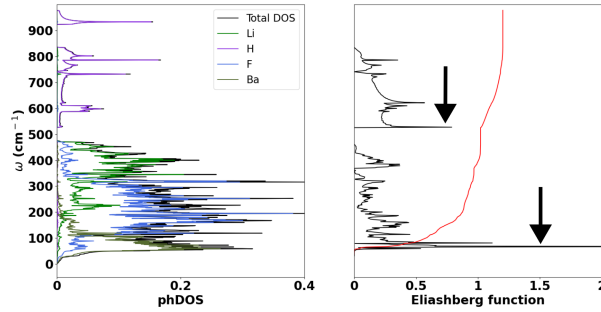 900
800
700
600
500
400
300
200
100
0
ω (cm⁻¹)
Total DOS
Li
H
F
Ba
0 0.2 0.4
phDOS
0 0.5 1 1.5 2
Eliashberg function